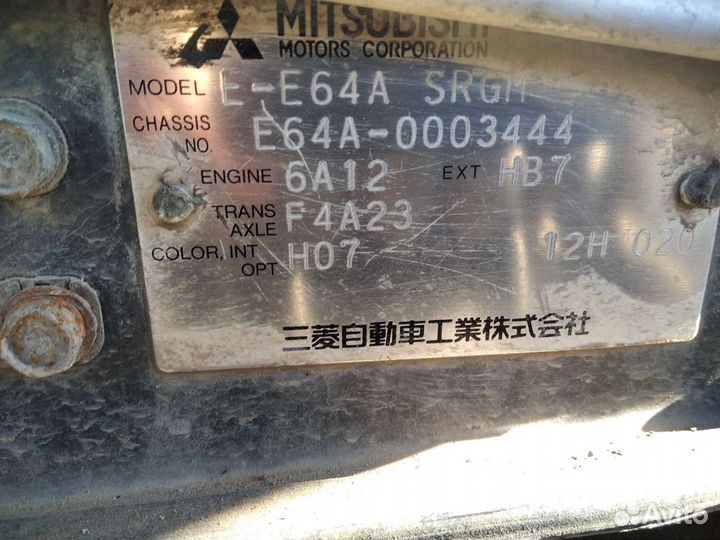 MITSUBISHI
MOTORS CORPORATION
MODEL E-E64A SRGM
CHASSIS NO. E64A-0003444
ENGINE 6A12 EXT HB7
TRANS AXLE F4A23
COLOR, INT OPT H07 12H 020
三菱自動車工業株式会社
Avito